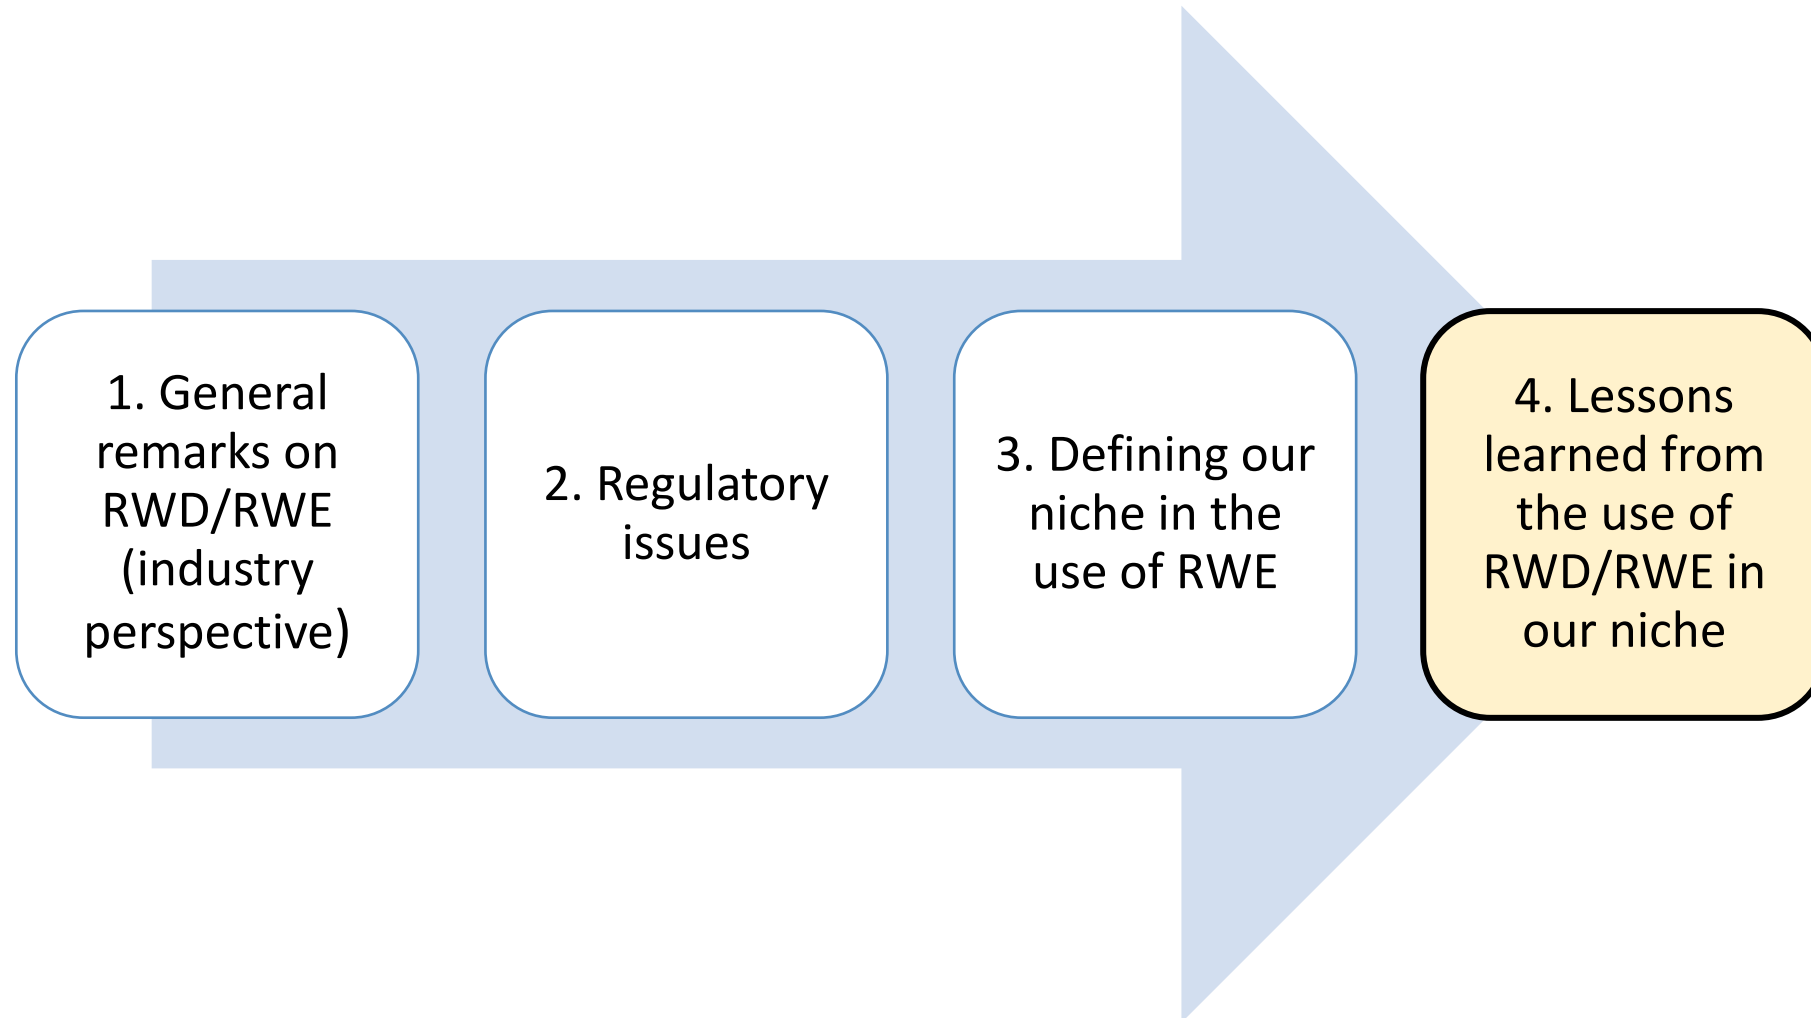 1. General
remarks on
RWD/RWE
(industry
perspective)
2. Regulatory
issues
3. Defining our
niche in the
use of RWE
4. Lessons
learned from
the use of
RWD/RWE in
our niche